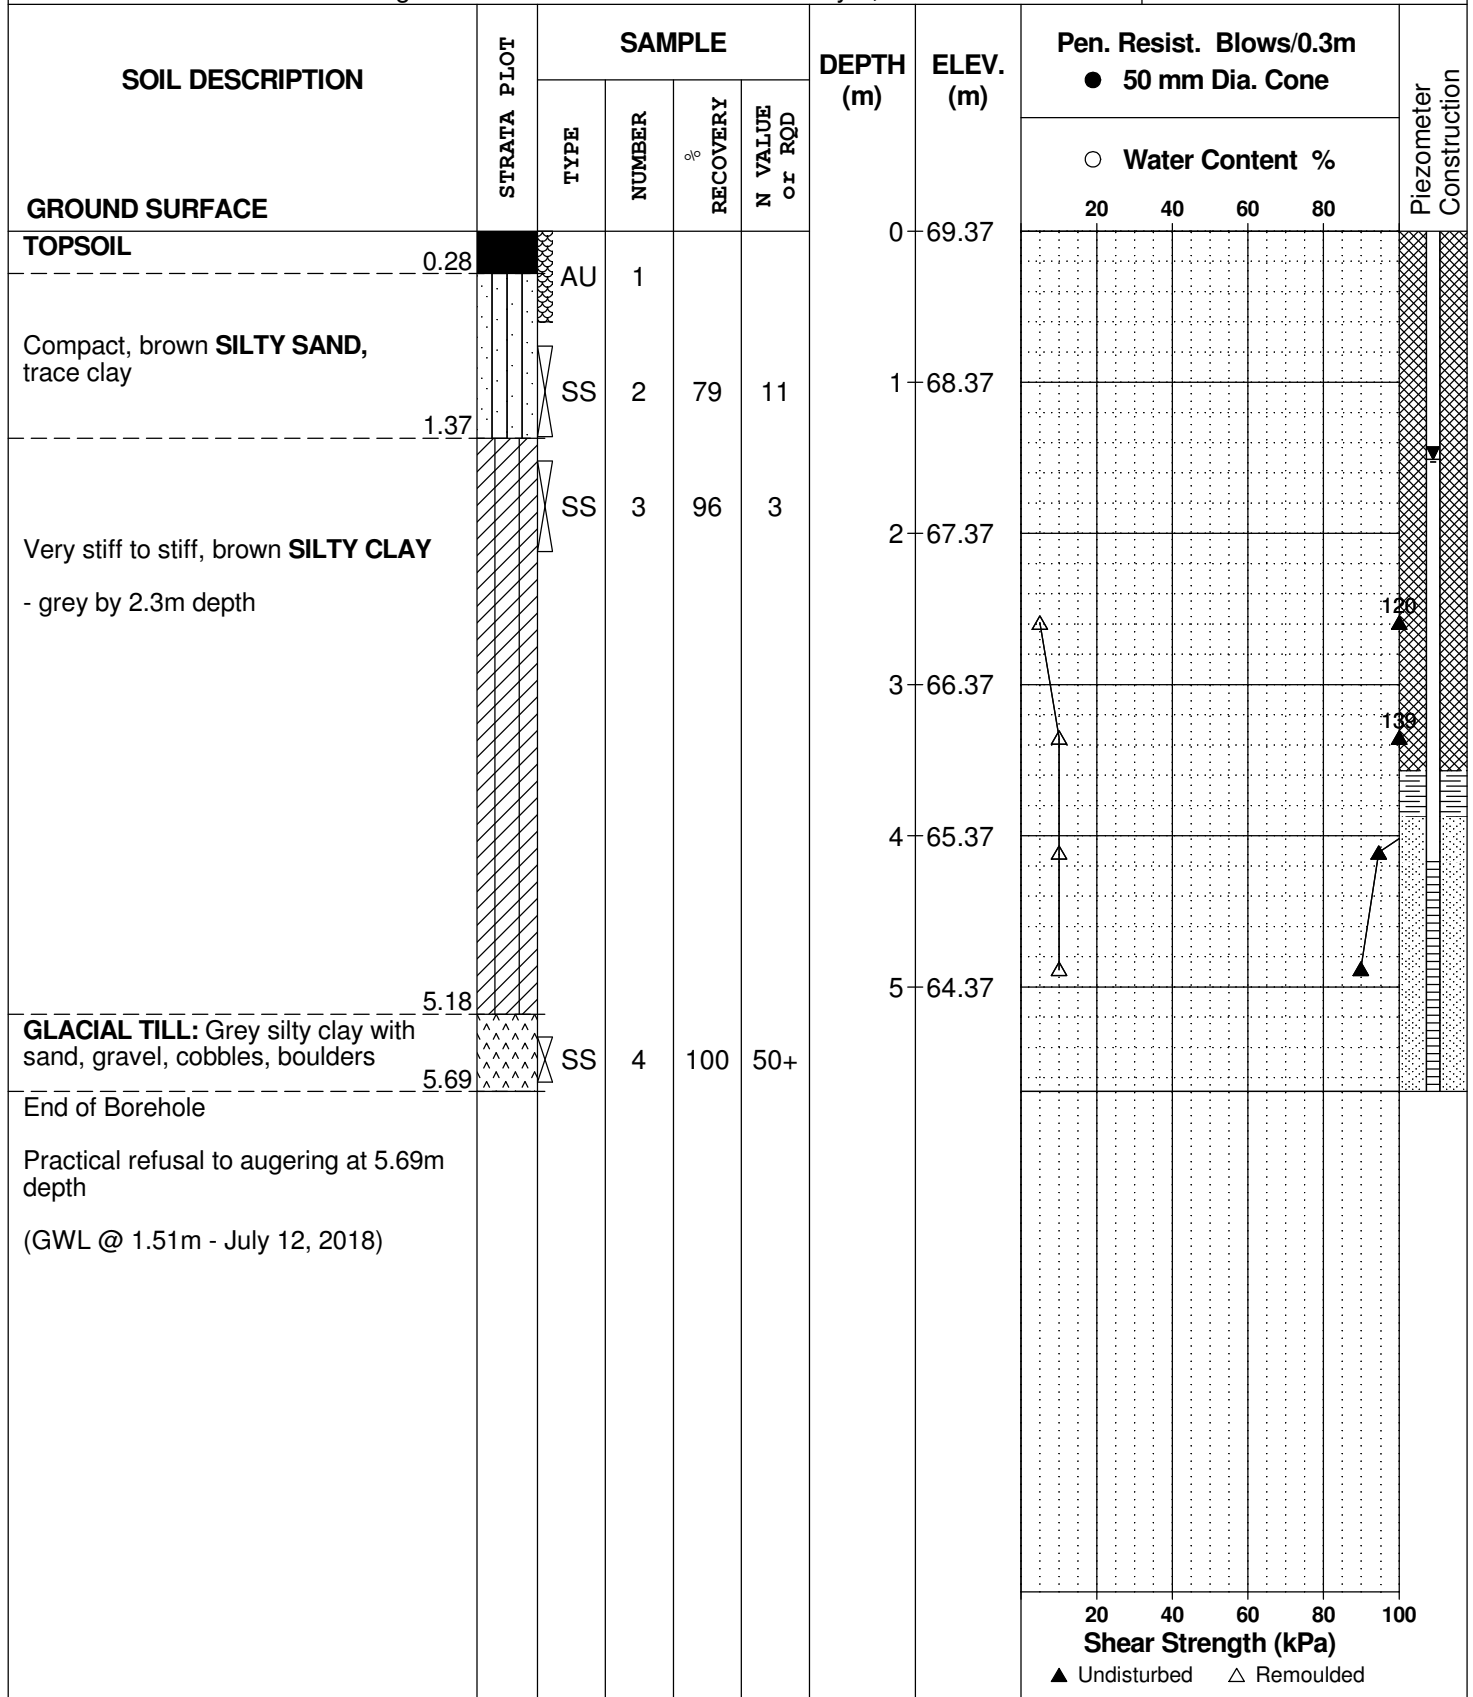 SOIL DESCRIPTION
GROUND SURFACE
STRATA PLOT
SAMPLE
TYPE
NUMBER
% RECOVERY
N VALUE or RQD
DEPTH (m)
ELEV. (m)
Pen. Resist. Blows/0.3m
● 50 mm Dia. Cone
○ Water Content %
20 40 60 80
Piezometer Construction
TOPSOIL
0.28
0 69.37
AU 1
Compact, brown SILTY SAND,
trace clay
1.37
SS 2 79 11
1 68.37
SS 3 96 3
2 67.37
Very stiff to stiff, brown SILTY CLAY
- grey by 2.3m depth
120
3 66.37
139
4 65.37
5 64.37
5.18
GLACIAL TILL: Grey silty clay with
sand, gravel, cobbles, boulders
5.69
SS 4 100 50+
End of Borehole
Practical refusal to augering at 5.69m
depth
(GWL @ 1.51m - July 12, 2018)
20 40 60 80 100
Shear Strength (kPa)
▲ Undisturbed △ Remoulded